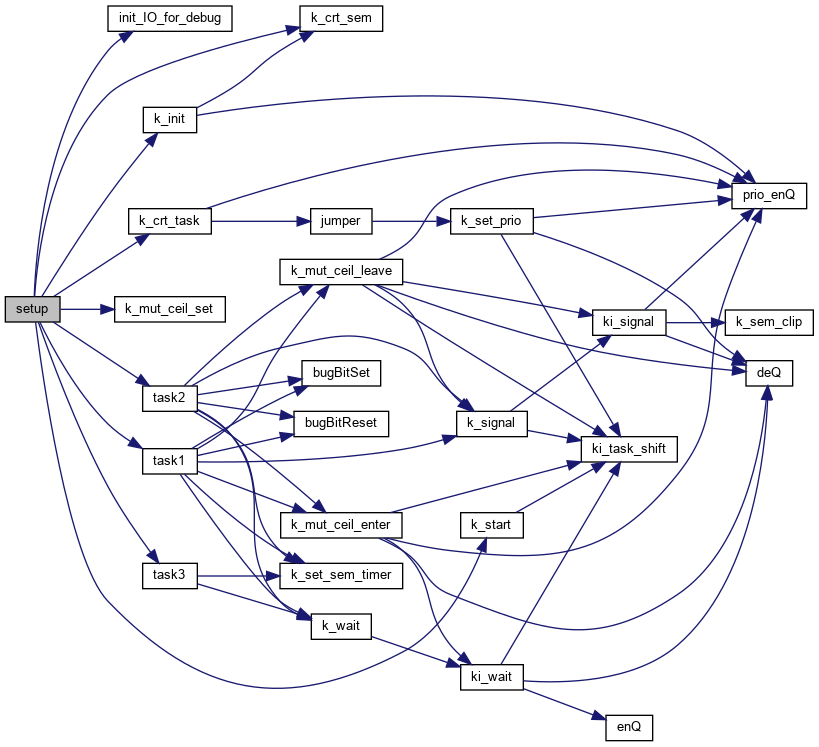 init_IO_for_debug
k_crt_sem
k_init
prio_enQ
k_crt_task
jumper
k_set_prio
k_mut_ceil_leave
setup
k_mut_ceil_set
ki_signal
k_sem_clip
bugBitSet
deQ
task2
bugBitReset
k_signal
ki_task_shift
task1
k_mut_ceil_enter
k_start
task3
k_set_sem_timer
k_wait
ki_wait
enQ